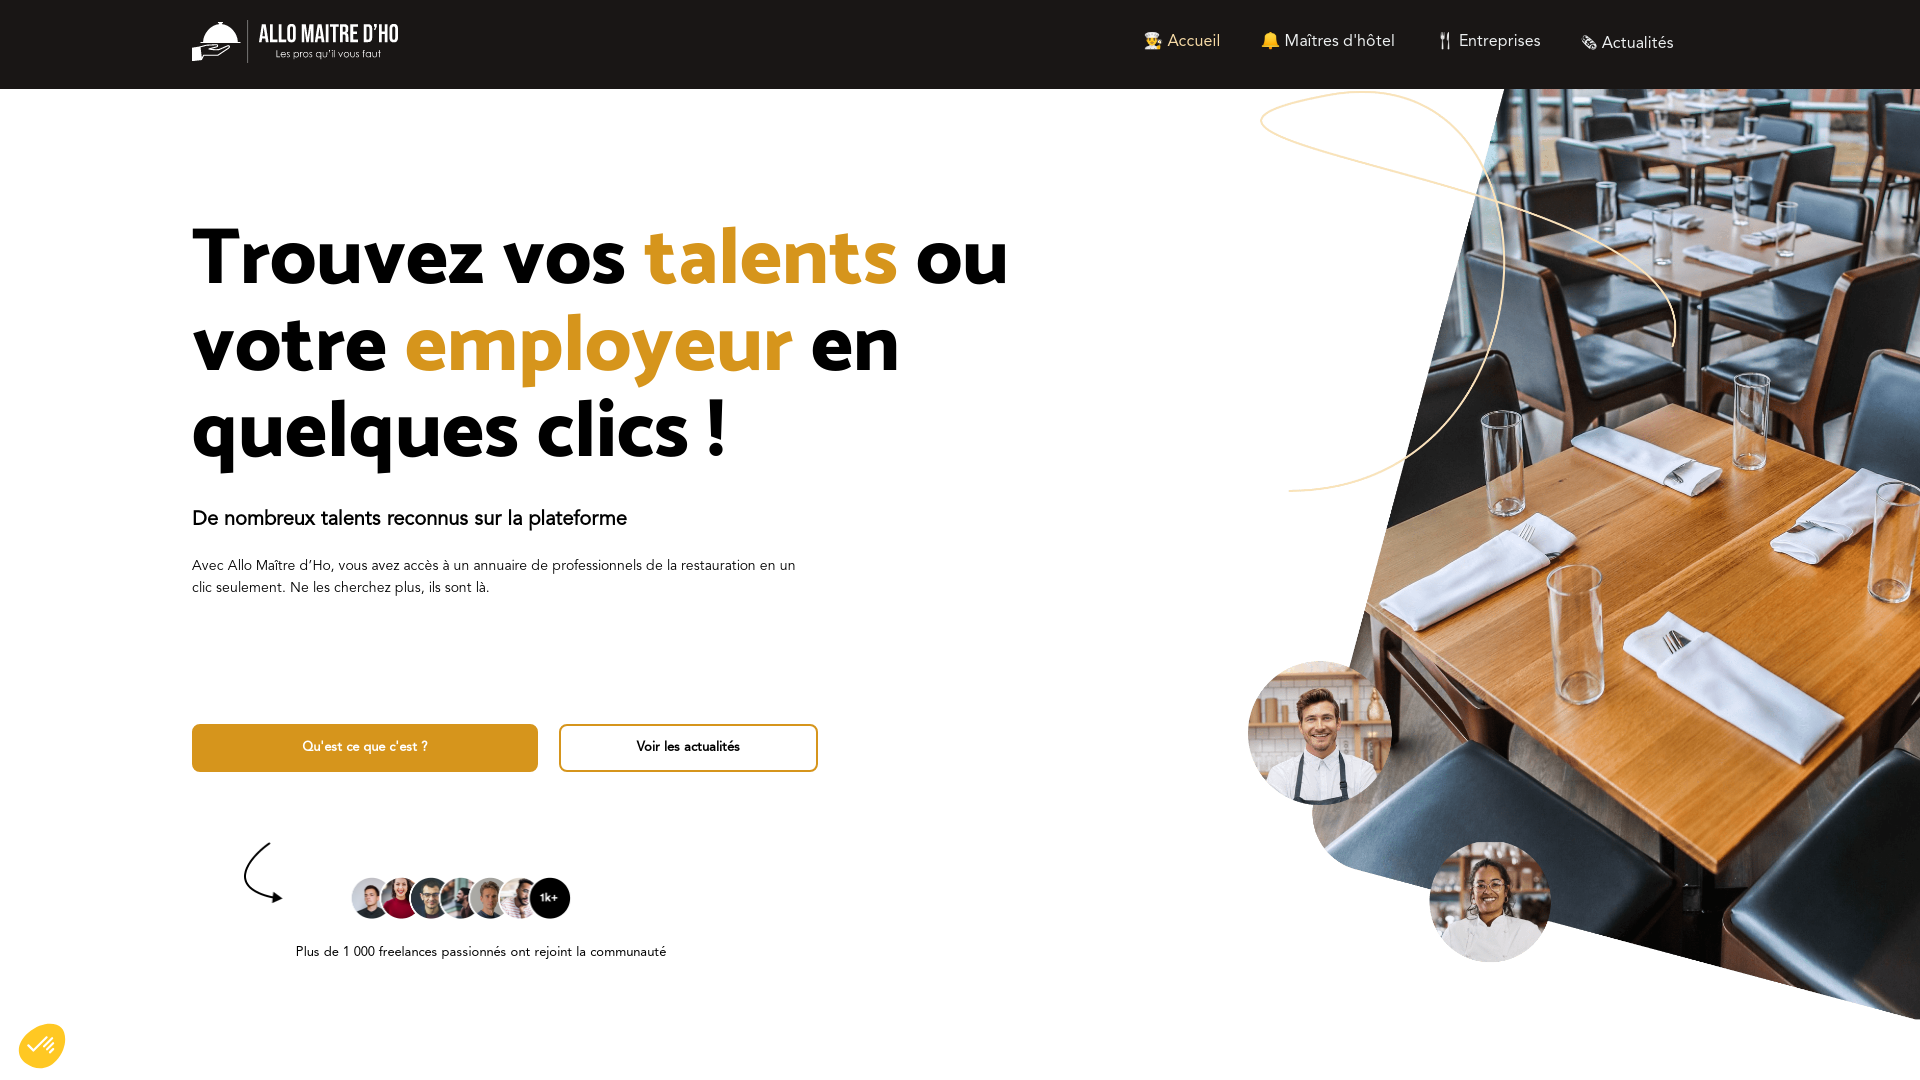 ALLO MAITRE D'HO
Les pros qu'il vous faut
Accueil
Maîtres d'hôtel
Entreprises
Actualités
Trouvez vos talents ou
votre employeur en
quelques clics !
De nombreux talents reconnus sur la plateforme
Avec Allo Maître d’Ho, vous avez accès à un annuaire de professionnels de la restauration en un
clic seulement. Ne les cherchez plus, ils sont là.
Qu'est ce que c'est ?
Voir les actualités
1k+
Plus de 1 000 freelances passionnés ont rejoint la communauté